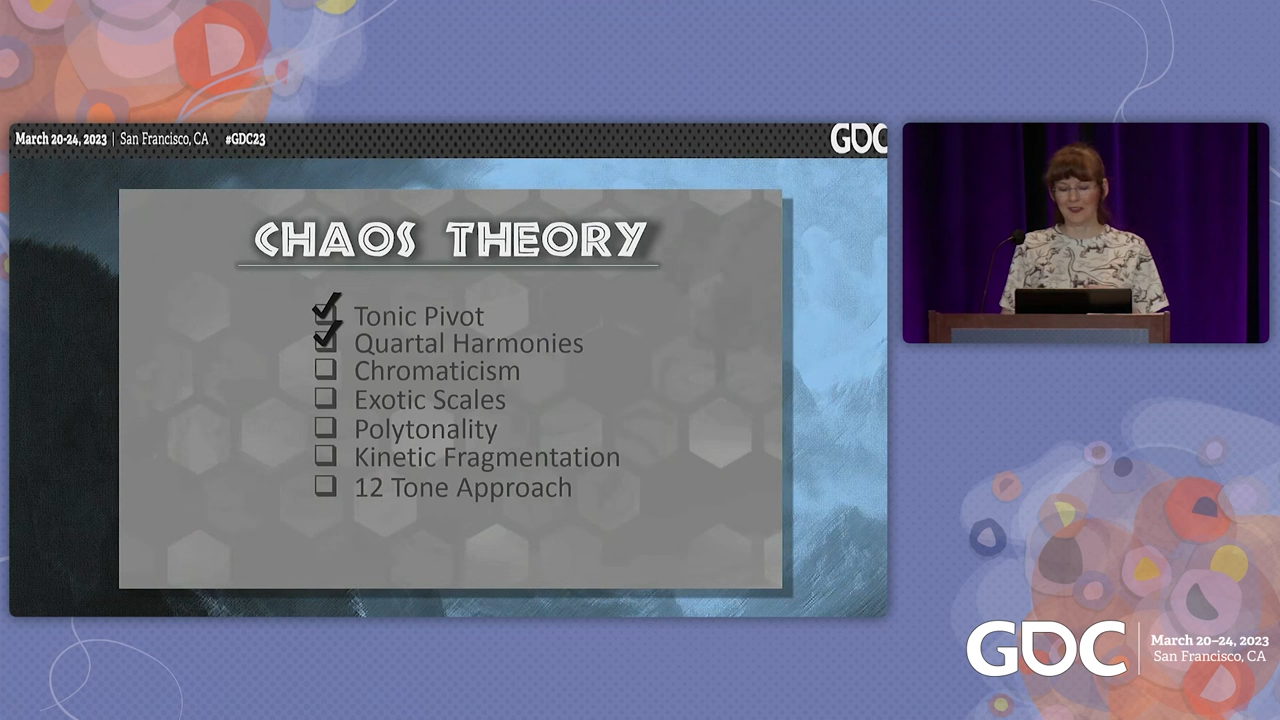 March 20-24, 2023 | San Francisco, CA #GDC23
GDC
CHAOS THEORY
Tonic Pivot
Quartal Harmonies
Chromaticism
Exotic Scales
Polytonality
Kinetic Fragmentation
12 Tone Approach
GDC
March 20–24, 2023
San Francisco, CA